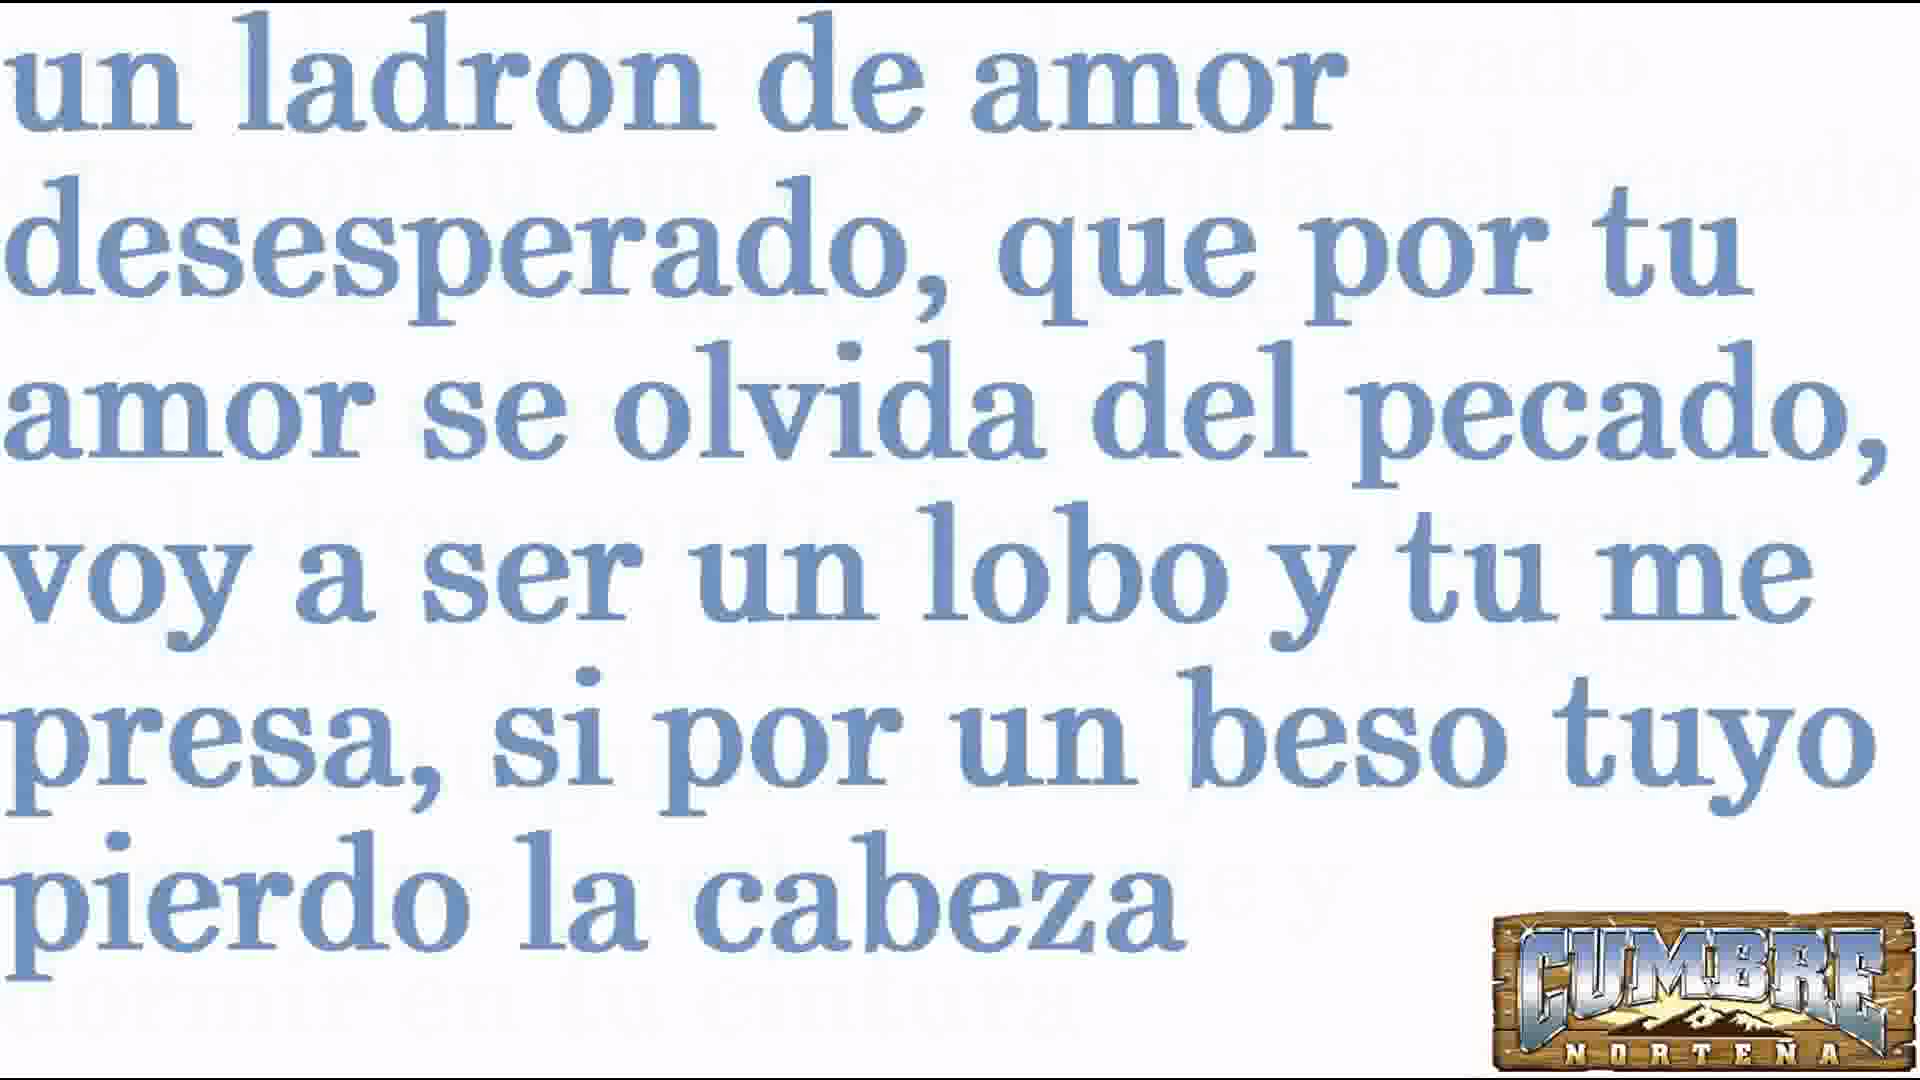 un ladron de amor
desesperado, que por tu
amor se olvida del pecado,
voy a ser un lobo y tu me
presa, si por un beso tuyo
pierdo la cabeza
CUMBRE
NORTEÑA